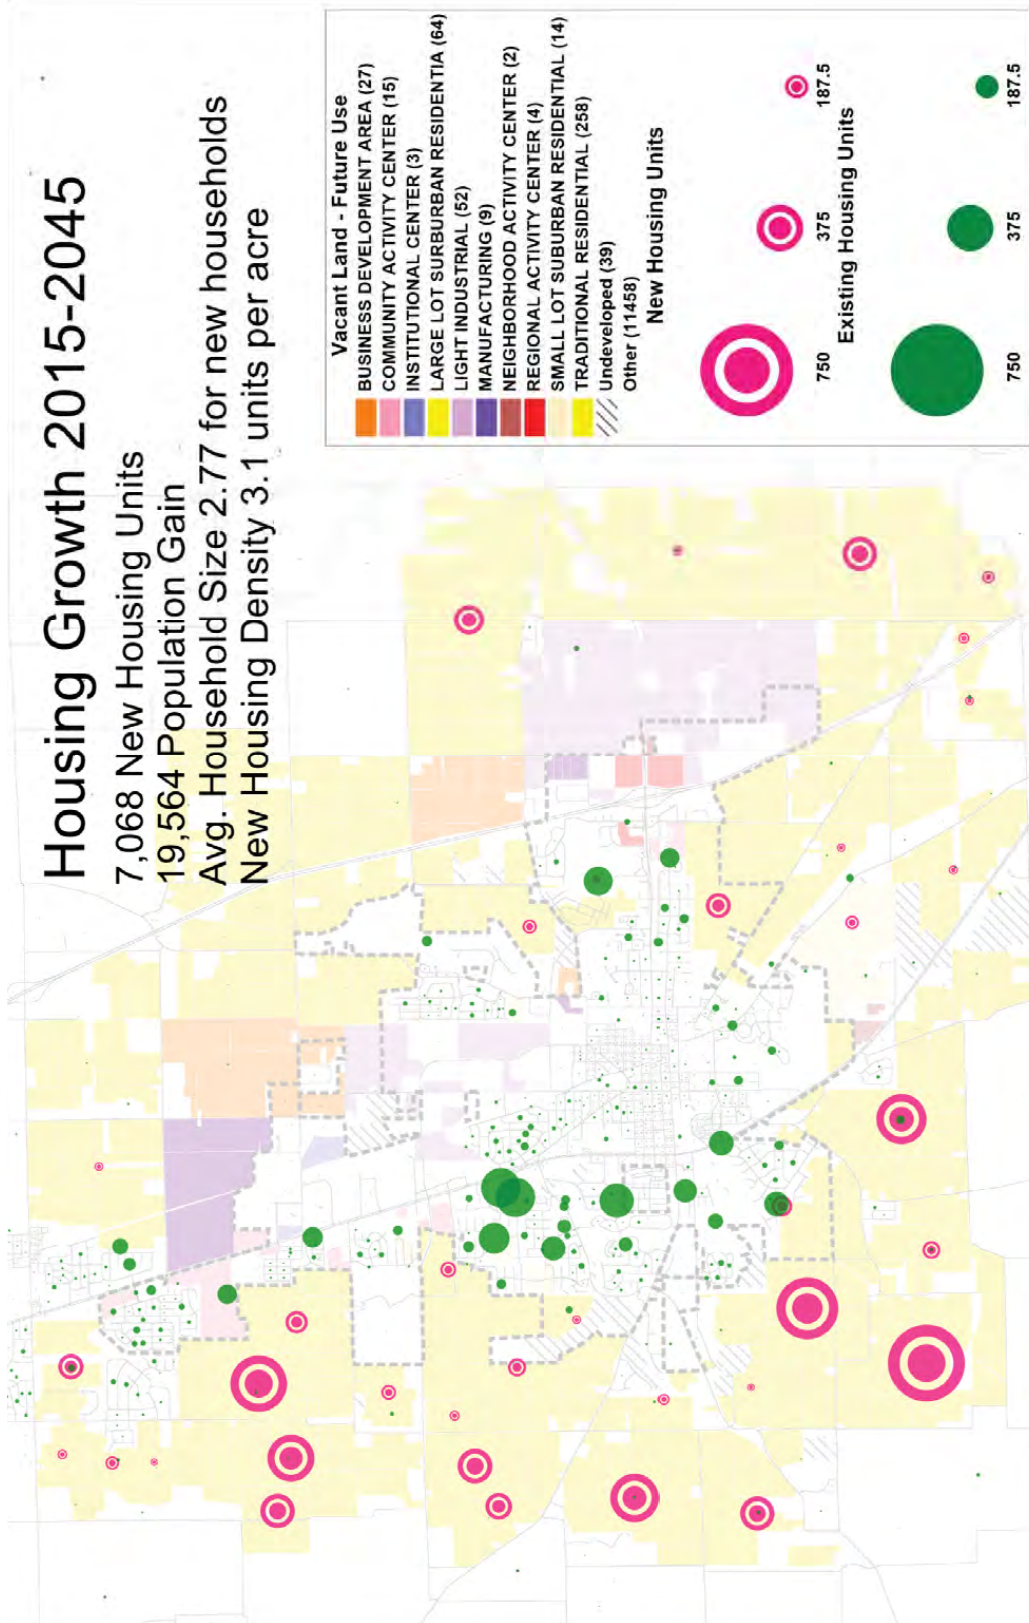 Housing Growth 2015-2045
7,068 New Housing Units
19,564 Population Gain
Avg. Household Size 2.77 for new households
New Housing Density 3.1 units per acre
Vacant Land - Future Use
BUSINESS DEVELOPMENT AREA (27)
COMMUNITY ACTIVITY CENTER (15)
INSTITUTIONAL CENTER (3)
LARGE LOT SURBURBAN RESIDENTIA (64)
LIGHT INDUSTRIAL (52)
MANUFACTURING (9)
NEIGHBORHOOD ACTIVITY CENTER (2)
REGIONAL ACTIVITY CENTER (4)
SMALL LOT SUBURBAN RESIDENTIAL (14)
TRADITIONAL RESIDENTIAL (258)
Undeveloped (39)
Other (11458)
New Housing Units
750 375 187.5
Existing Housing Units
750 375 187.5